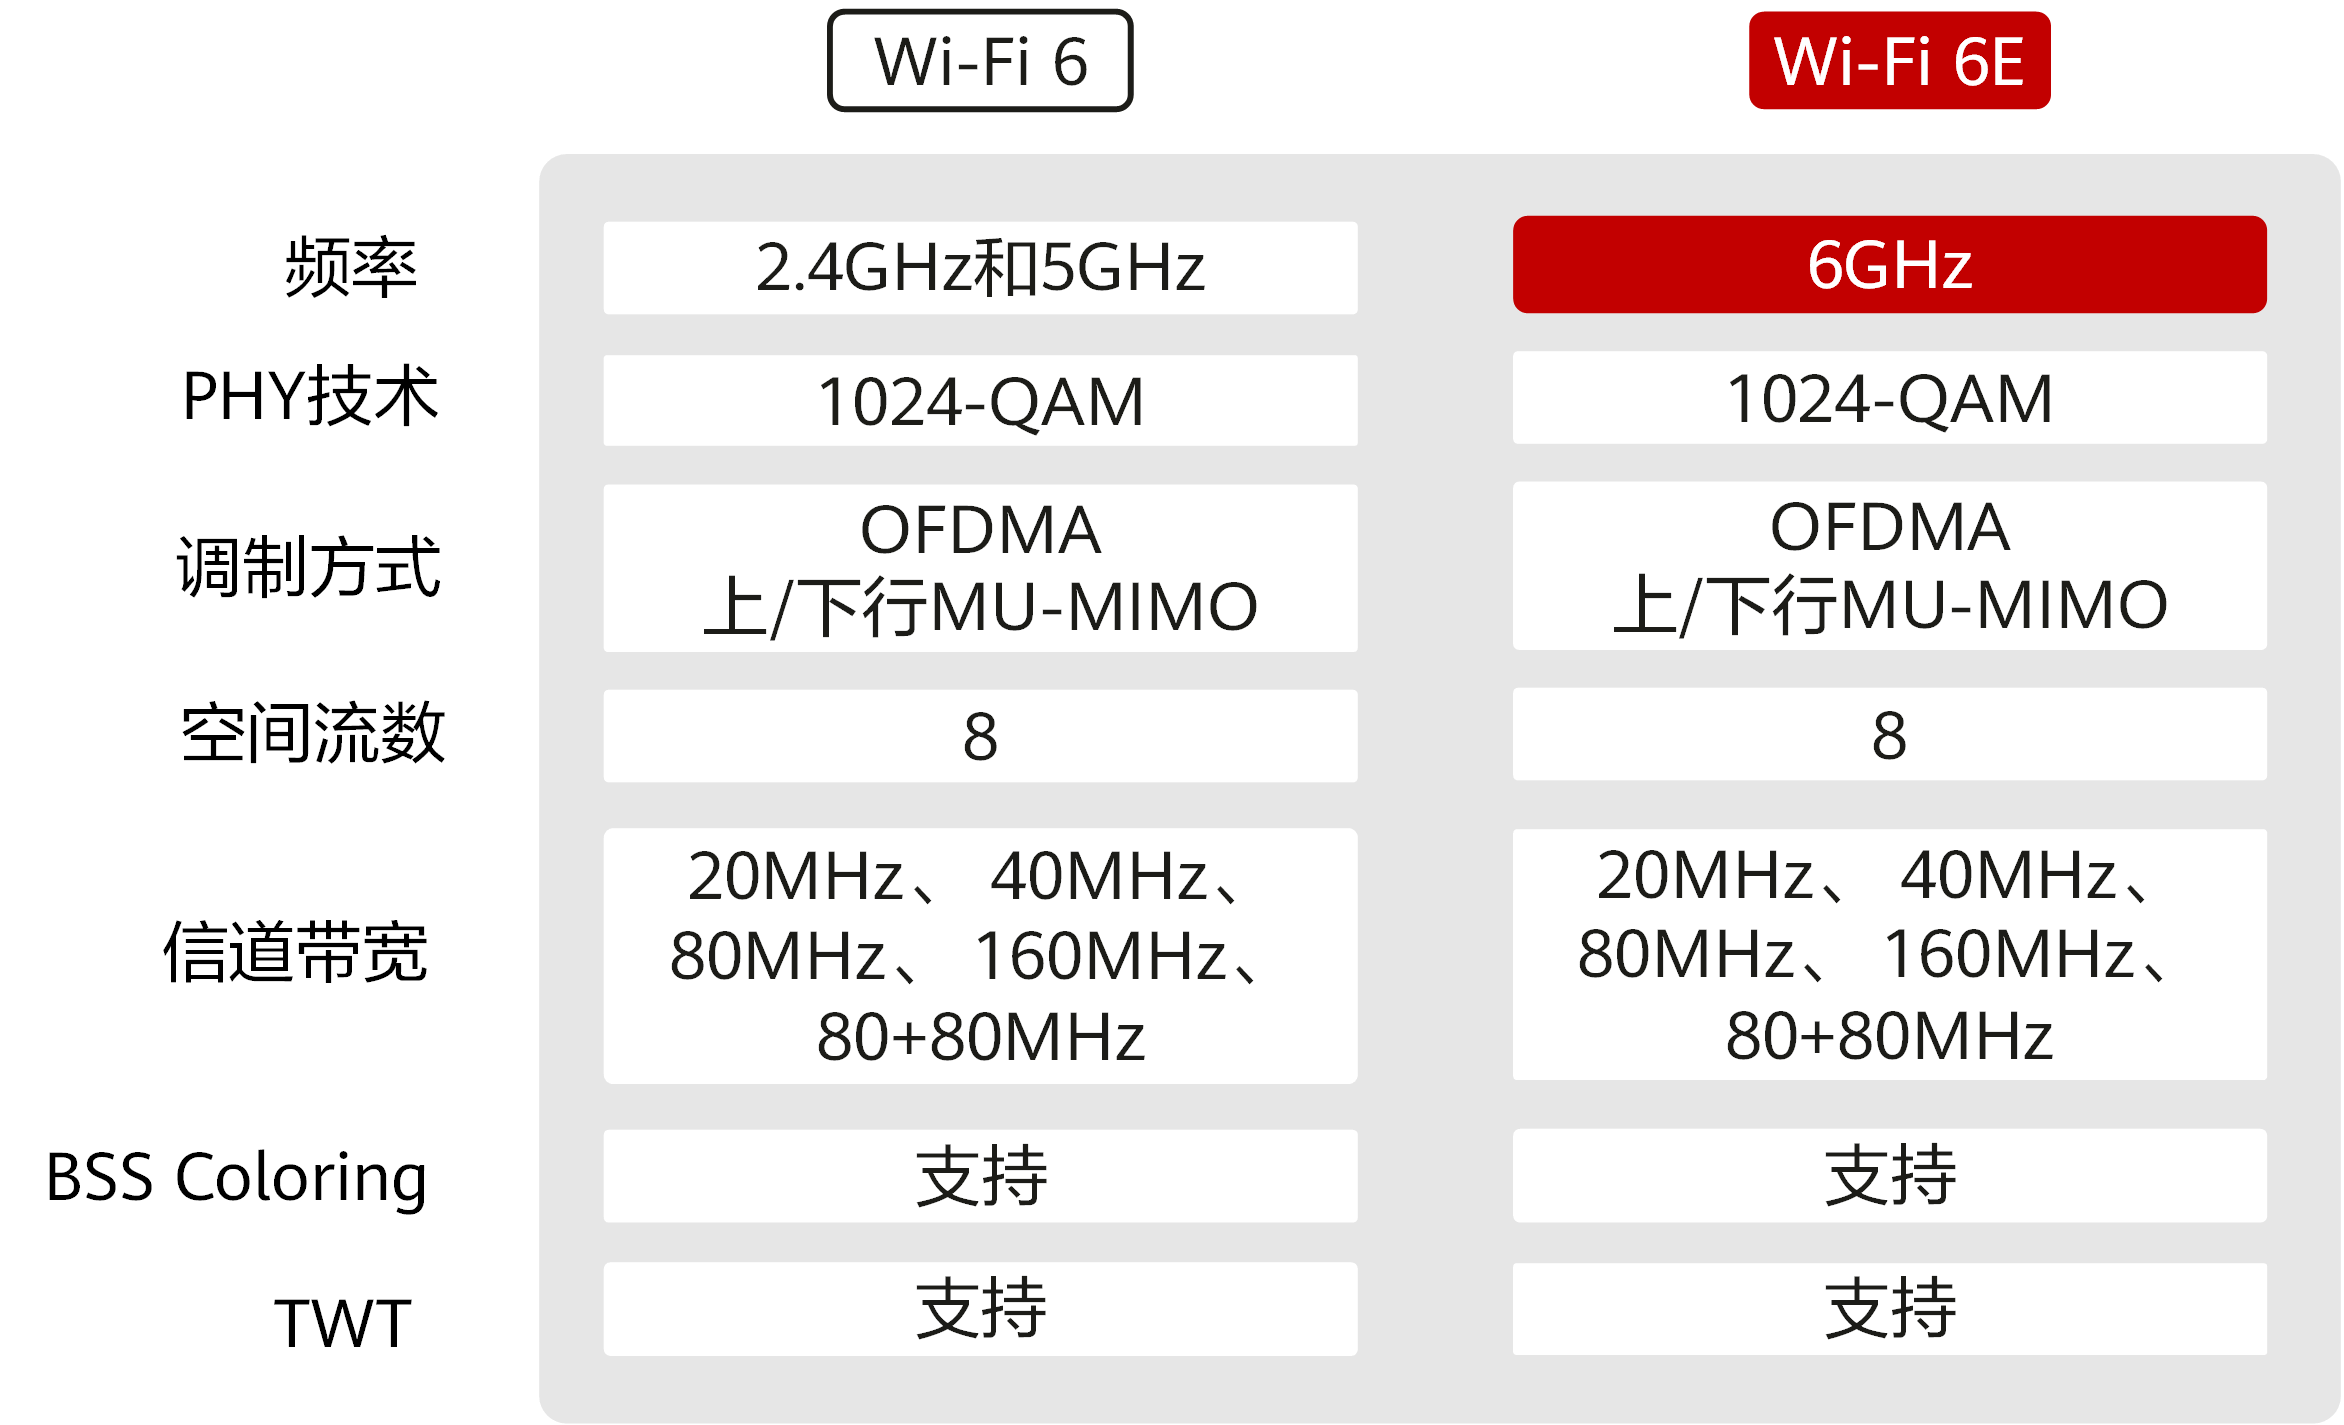 Wi-Fi 6 Wi-Fi 6E
频率 2.4GHz和5GHz 6GHz
PHY技术 1024-QAM 1024-QAM
调制方式
OFDMA
上/下行MU-MIMO
OFDMA
上/下行MU-MIMO
空间流数 8 8
信道带宽
20MHz、 40MHz、
80MHz、 160MHz、
80+80MHz
20MHz、 40MHz、
80MHz、 160MHz、
80+80MHz
BSS Coloring 支持 支持
TWT 支持 支持